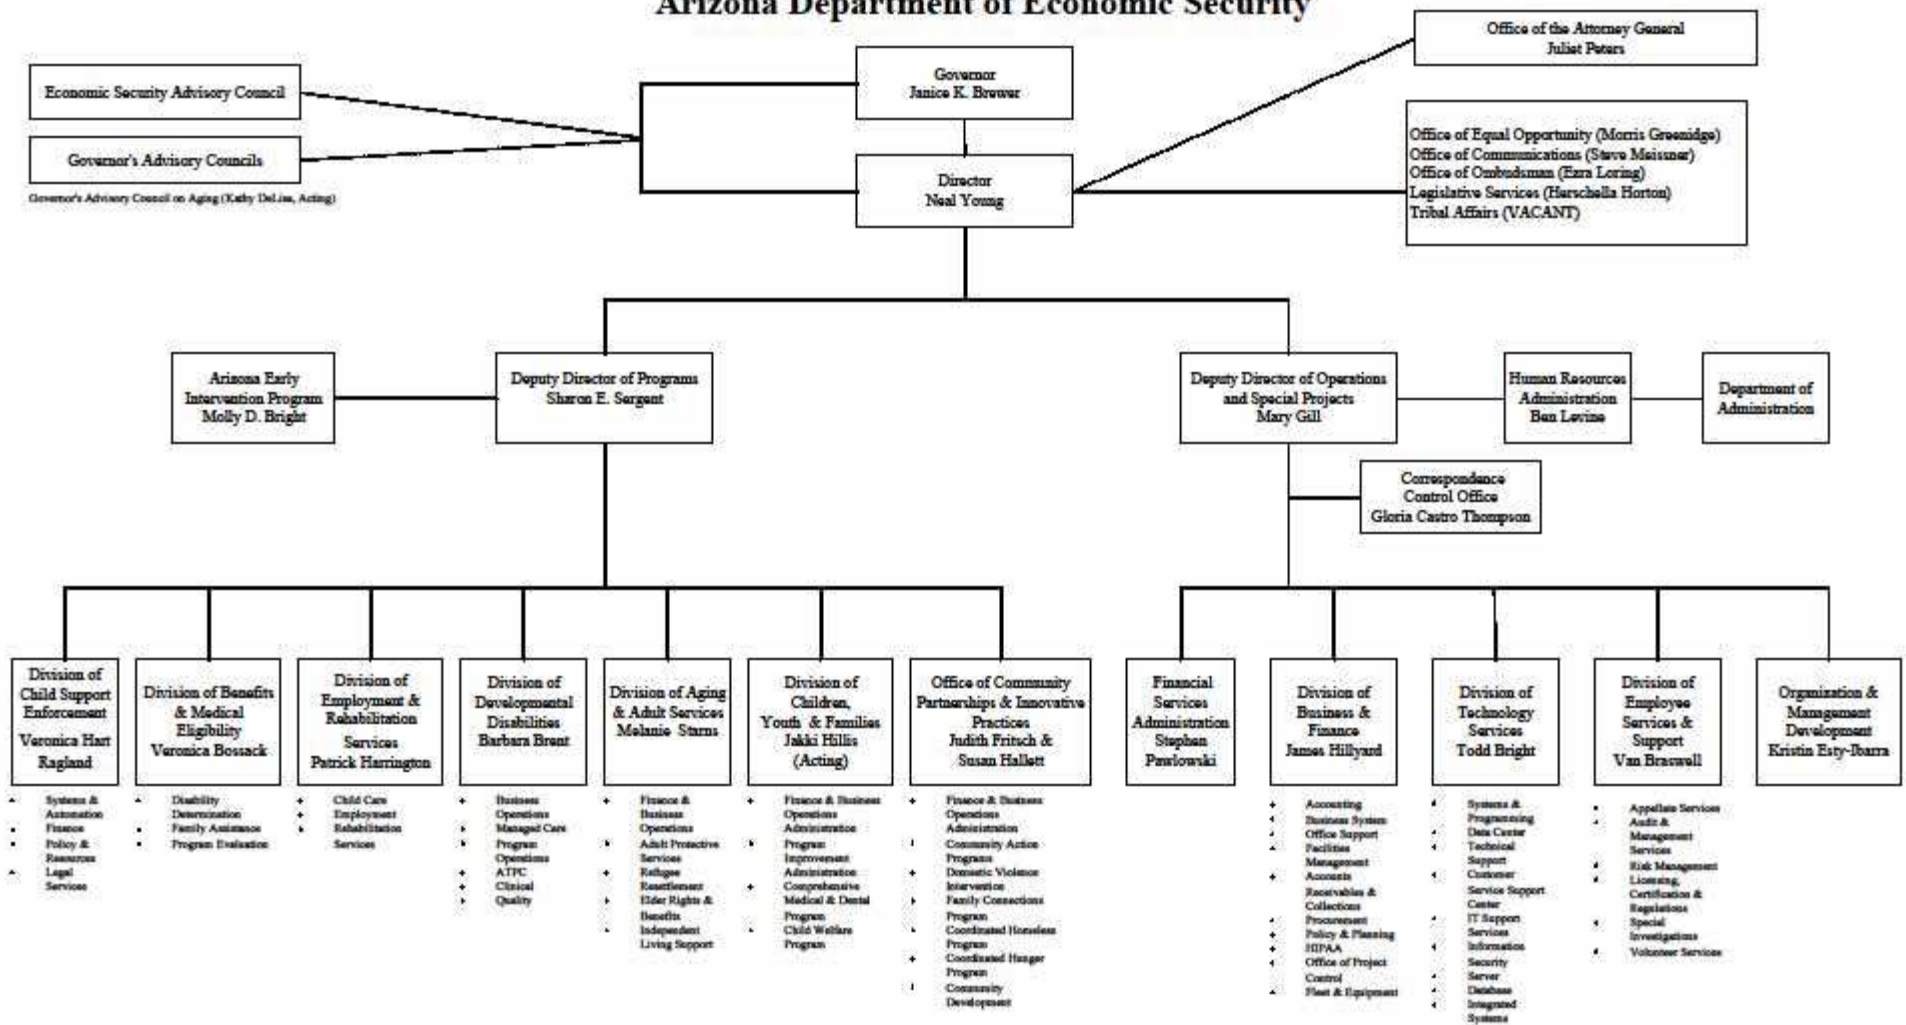 Arizona Department of Economic Security
Office of the Attorney General
Juliet Peters
Governor
Janice K. Brewer
Economic Security Advisory Council
Governor's Advisory Councils
Governor's Advisory Council on Aging (Kathy DeLisa, Acting)
Director
Neal Young
Office of Equal Opportunity (Morris Greenidge)
Office of Communications (Steve Meissner)
Office of Ombudsman (Ezra Loring)
Legislative Services (Herschella Horton)
Tribal Affairs (VACANT)
Arizona Early
Intervention Program
Molly D. Bright
Deputy Director of Programs
Sharon E. Sergent
Deputy Director of Operations
and Special Projects
Mary Gill
Human Resources
Administration
Ben Levine
Department of
Administration
Correspondence
Control Office
Gloria Castro Thompson
Division of
Child Support
Enforcement
Veronica Hart
Ragland
Systems &
Automation
Finance
Policy &
Resources
Legal
Services
Division of Benefits
& Medical
Eligibility
Veronica Bossack
Disability
Determination
Family Assistance
Program Evaluation
Division of
Employment &
Rehabilitation
Services
Patrick Harrington
Child Care
Employment
Rehabilitation
Services
Division of
Developmental
Disabilities
Barbara Brent
Business
Operations
Managed Care
Program
Operations
ATPC
Clinical
Quality
Division of Aging
& Adult Services
Melanie Starns
Finance &
Business
Operations
Adult Protective
Services
Refugee
Resettlement
Elder Rights &
Benefits
Independent
Living Support
Division of
Children,
Youth & Families
Jakki Hillis
(Acting)
Finance & Business
Operations
Administration
Program
Improvement
Administration
Comprehensive
Medical & Dental
Program
Child Welfare
Program
Office of Community
Partnerships & Innovative
Practices
Judith Fritsch &
Susan Hallett
Finance & Business
Operations
Administration
Community Action
Programs
Domestic Violence
Intervention
Family Connections
Program
Coordinated Homeless
Program
Coordinated Hunger
Program
Community
Development
Financial
Services
Administration
Stephen
Pawlowski
Division of
Business &
Finance
James Hillyard
Accounting
Business System
Office Support
Facilities
Management
Accounts
Receivables &
Collections
Procurement
Policy & Planning
HIPAA
Office of Project
Control
Fleet & Equipment
Division of
Technology
Services
Todd Bright
Systems &
Programming
Data Center
Technical
Support
Customer
Service Support
Center
IT Support
Services
Information
Security
Server
Database
Integrated
Systems
Division of
Employee
Services &
Support
Van Braswell
Appellate Services
Audit &
Management
Services
Risk Management
Licensing,
Certification &
Regulations
Special
Investigations
Volunteer Services
Organization &
Management
Development
Kristin Esty-Ibarra